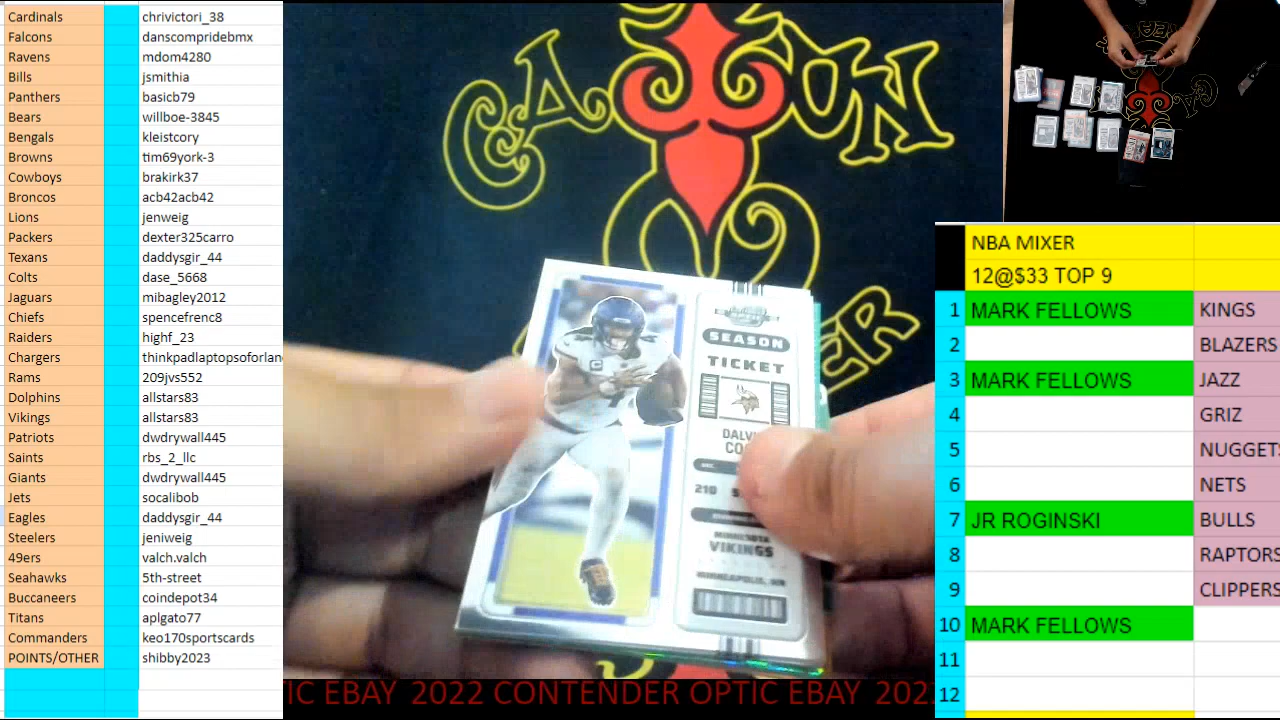 Cardinals chrivictori_38
Falcons danscompridebmx
Ravens mdom4280
Bills jsmithia
Panthers basicb79
Bears willboe-3845
Bengals kleistcory
Browns tim69york-3
Cowboys brakirk37
Broncos acb42acb42
Lions jenweig
Packers dexter325carro
Texans daddysgir_44
Colts dase_5668
Jaguars mibagley2012
Chiefs spencefrenc8
Raiders highf_23
Chargers thinkpadlaptopsoforlan
Rams 209jvs552
Dolphins allstars83
Vikings allstars83
Patriots dwdrywall445
Saints rbs_2_llc
Giants dwdrywall445
Jets socalibob
Eagles daddysgir_44
Steelers jeniweig
49ers valch.valch
Seahawks 5th-street
Buccaneers coindepot34
Titans aplgato77
Commanders keo170sportscards
POINTS/OTHER shibby2023
SEASON
TICKET
210
MINNESOTA
VIKINGS
MINNEAPOLIS, MN
TIC EBAY 2022 CONTENDER OPTIC EBAY 202
NBA MIXER
12@$33 TOP 9
1 MARK FELLOWS KINGS
2 BLAZERS
3 MARK FELLOWS JAZZ
4 GRIZ
5 NUGGETS
6 NETS
7 JR ROGINSKI BULLS
8 RAPTORS
9 CLIPPERS
10 MARK FELLOWS
11
12